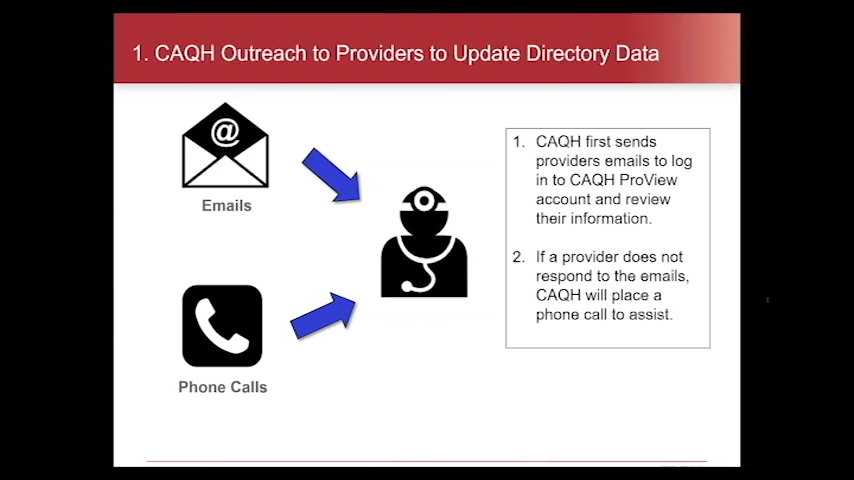 1. CAQH Outreach to Providers to Update Directory Data
@
Emails
Phone Calls
1. CAQH first sends
providers emails to log
in to CAQH ProView
account and review
their information.
2. If a provider does not
respond to the emails,
CAQH will place a
phone call to assist.